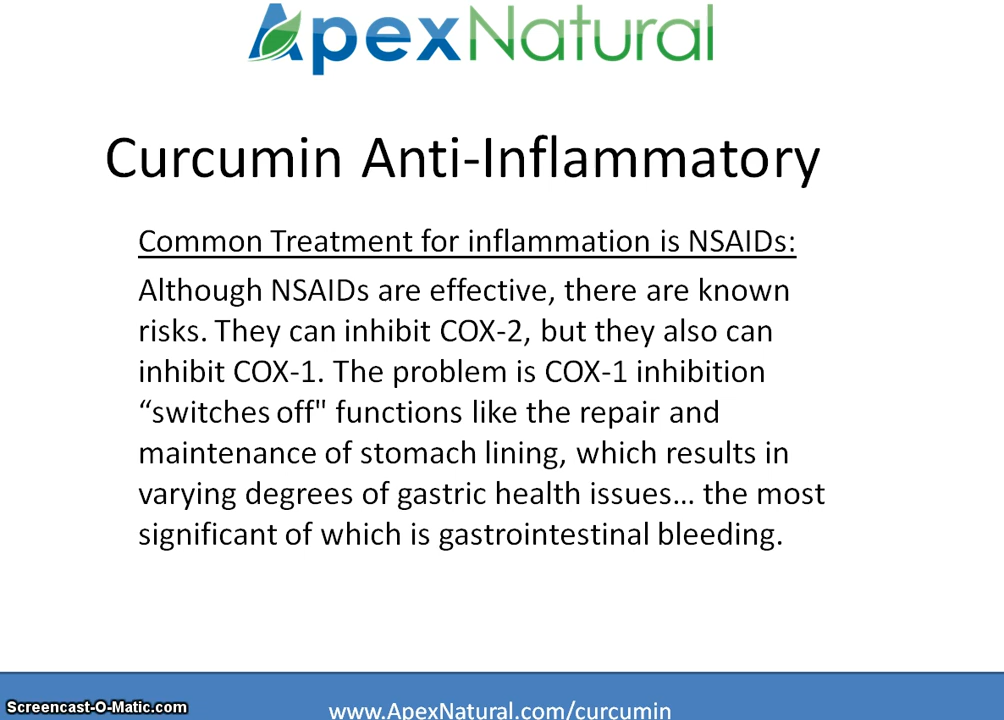 ApexNatural
Curcumin Anti-Inflammatory
Common Treatment for inflammation is NSAIDs:
Although NSAIDs are effective, there are known
risks. They can inhibit COX-2, but they also can
inhibit COX-1. The problem is COX-1 inhibition
“switches off" functions like the repair and
maintenance of stomach lining, which results in
varying degrees of gastric health issues… the most
significant of which is gastrointestinal bleeding.
Screencast-O-Matic.com
www.ApexNatural.com/curcumin